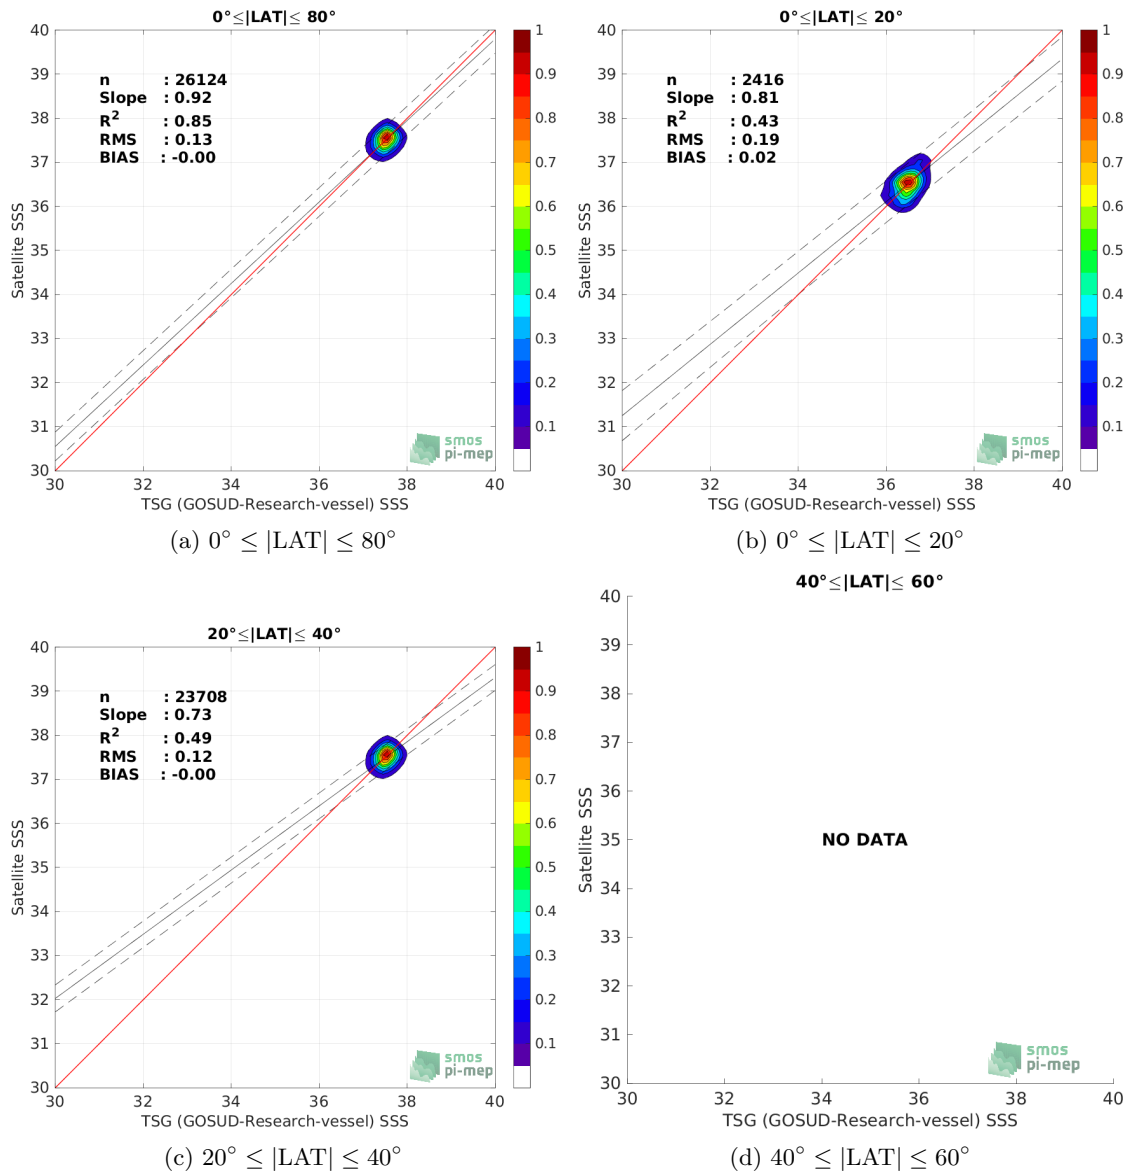 0°≤|LAT|≤ 80°
40
39
38
37
36
35
34
33
32
31
30
Satellite SSS
n : 26124
Slope : 0.92
R² : 0.85
RMS : 0.13
BIAS : -0.00
smos
pi-mep
30 32 34 36 38 40
TSG (GOSUD-Research-vessel) SSS
1
0.9
0.8
0.7
0.6
0.5
0.4
0.3
0.2
0.1
(a) 0° ≤ |LAT| ≤ 80°
0°≤|LAT|≤ 20°
40
39
38
37
36
35
34
33
32
31
30
Satellite SSS
n : 2416
Slope : 0.81
R² : 0.43
RMS : 0.19
BIAS : 0.02
smos
pi-mep
30 32 34 36 38 40
TSG (GOSUD-Research-vessel) SSS
1
0.9
0.8
0.7
0.6
0.5
0.4
0.3
0.2
0.1
(b) 0° ≤ |LAT| ≤ 20°
20°≤|LAT|≤ 40°
40
39
38
37
36
35
34
33
32
31
30
Satellite SSS
n : 23708
Slope : 0.73
R² : 0.49
RMS : 0.12
BIAS : -0.00
smos
pi-mep
30 32 34 36 38 40
TSG (GOSUD-Research-vessel) SSS
1
0.9
0.8
0.7
0.6
0.5
0.4
0.3
0.2
0.1
(c) 20° ≤ |LAT| ≤ 40°
40°≤|LAT|≤ 60°
40
39
38
37
36
35
34
33
32
31
30
Satellite SSS
NO DATA
smos
pi-mep
30 32 34 36 38 40
TSG (GOSUD-Research-vessel) SSS
(d) 40° ≤ |LAT| ≤ 60°